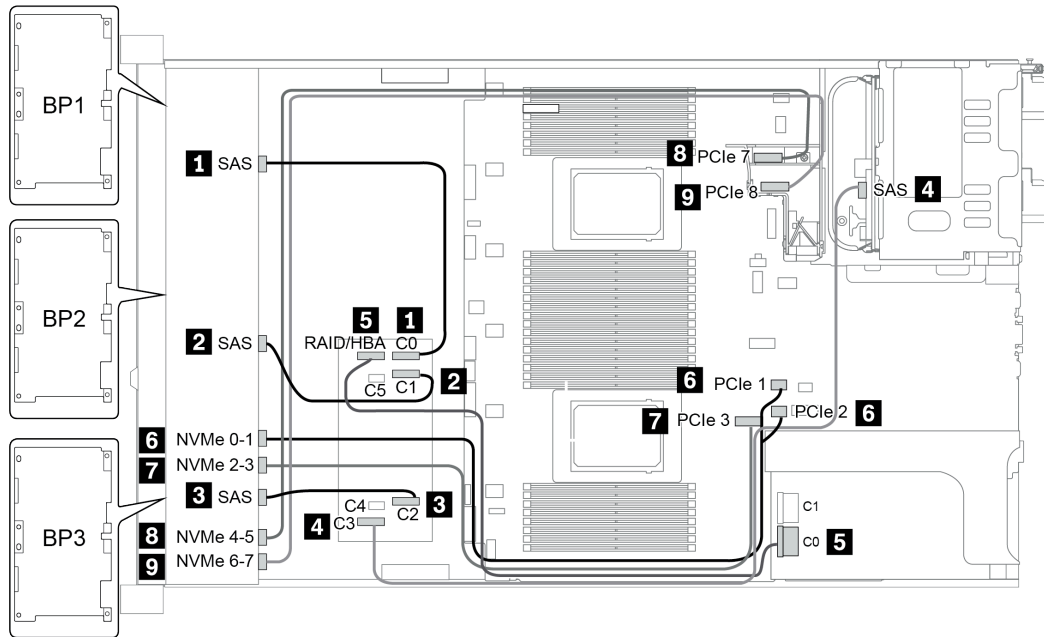 BP1
BP2
BP3
1 SAS
2 SAS
6 NVMe 0-1
7 NVMe 2-3
3 SAS
8 NVMe 4-5
9 NVMe 6-7
5 1
RAID/HBA C0
C5 C1 2
C4
4 C3 C2 3
8 PCIe 7
9 PCIe 8
SAS 4
6 PCIe 1
7 PCIe 3
PCIe 2 6
C1
C0 5